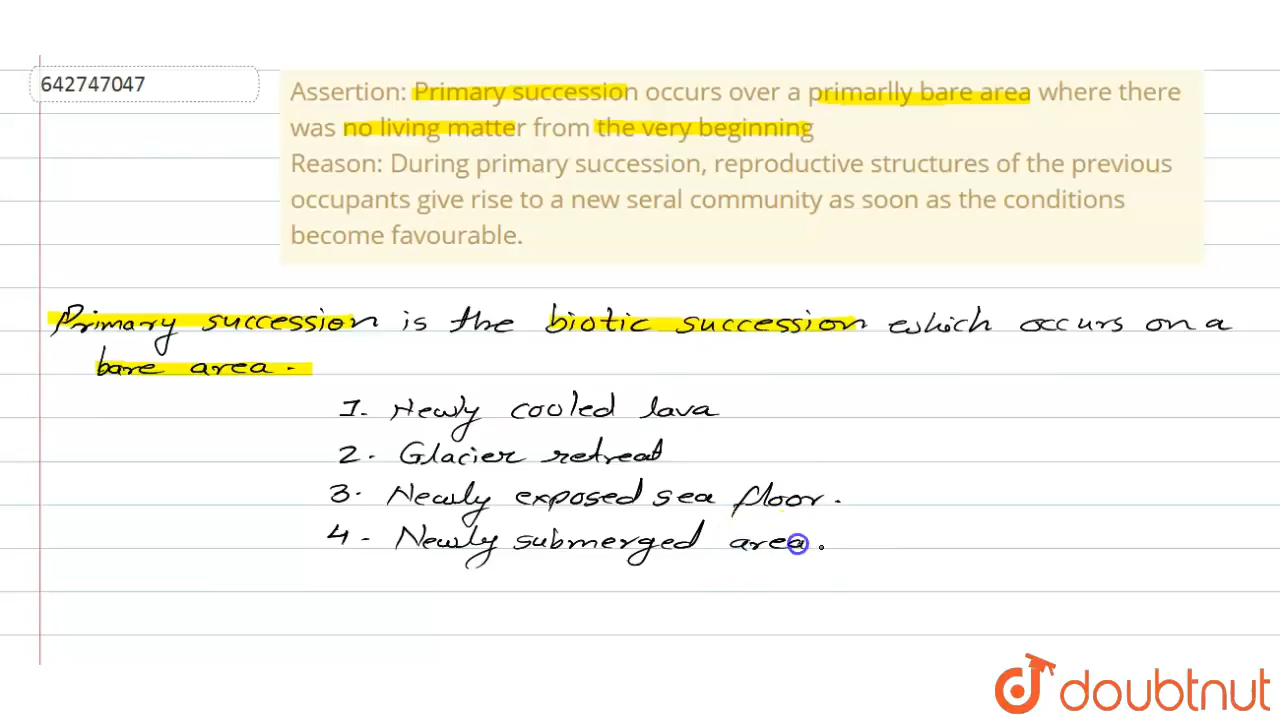 642747047
Assertion: Primary succession occurs over a primarlly bare area where there
was no living matter from the very beginning
Reason: During primary succession, reproductive structures of the previous
occupants give rise to a new seral community as soon as the conditions
become favourable.
Primary succession is the biotic succession which occurs on a
bare area.
1. Newly cooled lava
2. Glacier retreat
3. Newly exposed sea floor.
4. Newly submerged area.
doubtnut